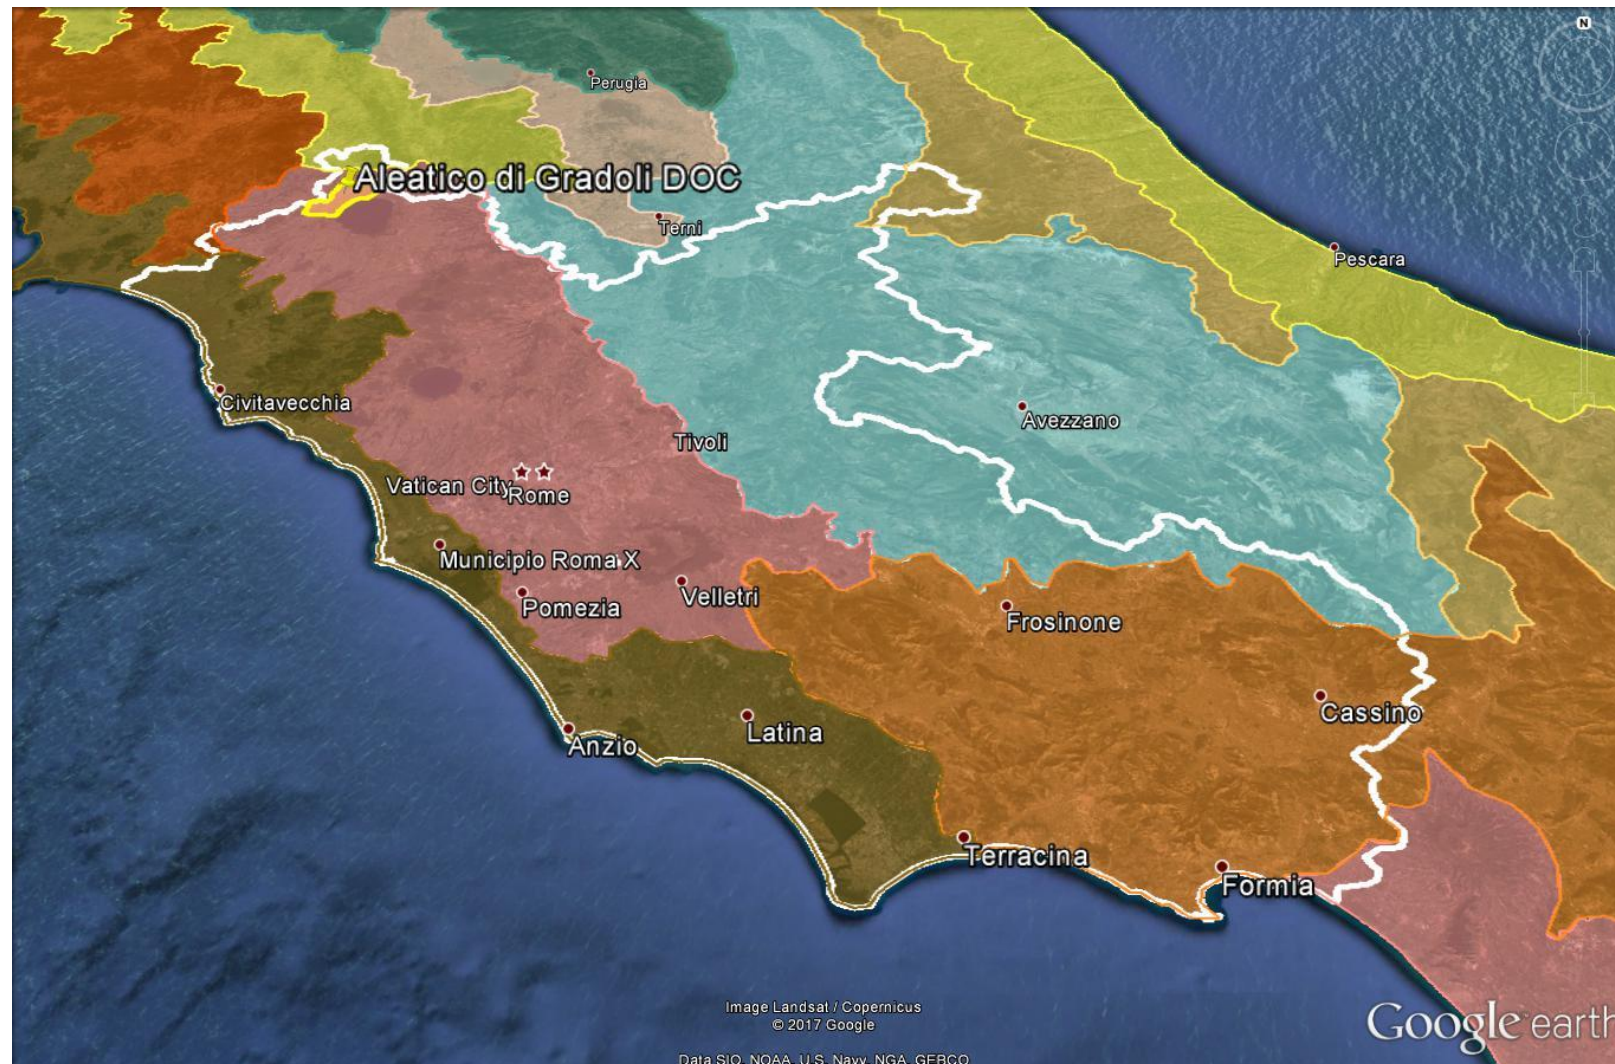 N
Perugia
Aleatico di Gradoli DOC
Terni
Pescara
Civitavecchia
Avezzano
Tivoli
Vatican City
Rome
Municipio Roma X
Velletri
Pomezia
Frosinone
Cassino
Latina
Anzio
Terracina
Formia
Image Landsat / Copernicus
© 2017 Google
Data SIO, NOAA, U.S. Navy, NGA, GEBCO
Google earth